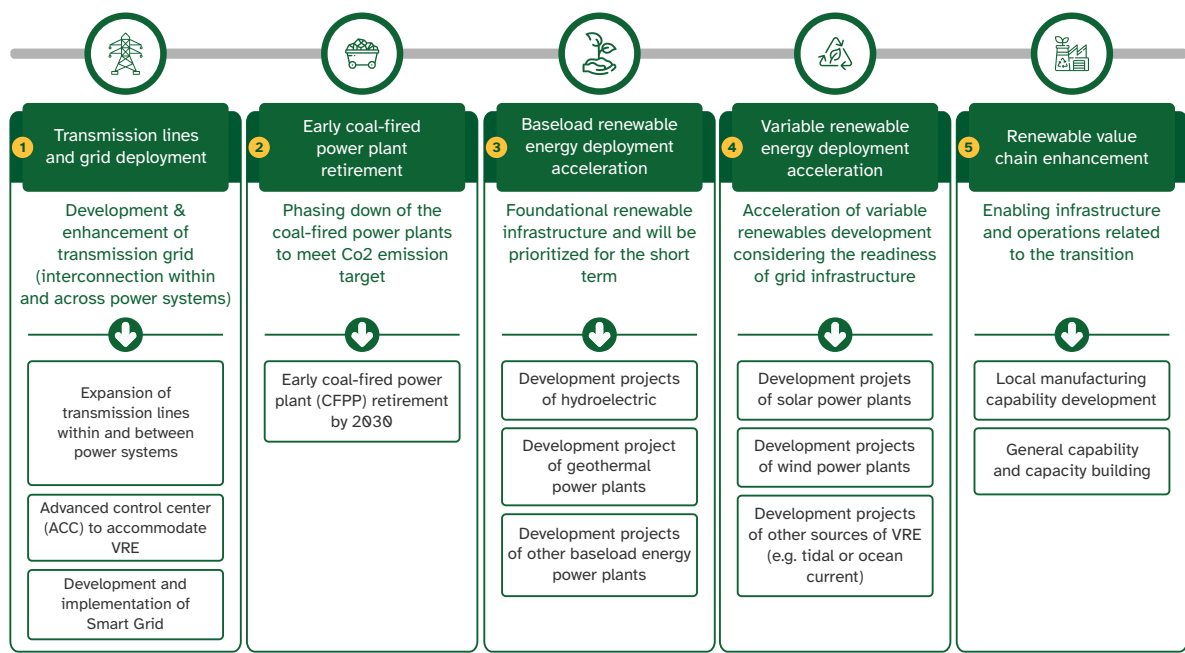 1
Transmission lines
and grid deployment
Development &
enhancement of
transmission grid
(interconnection within
and across power systems)
Expansion of
transmission lines
within and between
power systems
Advanced control center
(ACC) to accommodate
VRE
Development and
implementation of
Smart Grid
2
Early coal-fired
power plant
retirement
Phasing down of the
coal-fired power plants
to meet Co2 emission
target
Early coal-fired power
plant (CFPP) retirement
by 2030
3
Baseload renewable
energy deployment
acceleration
Foundational renewable
infrastructure and will be
prioritized for the short
term
Development projects
of hydroelectric
Development project
of geothermal
power plants
Development projects
of other baseload energy
power plants
4
Variable renewable
energy deployment
acceleration
Acceleration of variable
renewables development
considering the readiness
of grid infrastructure
Development projets
of solar power plants
Development projects
of wind power plants
Development projects
of other sources of VRE
(e.g. tidal or ocean
current)
5
Renewable value
chain enhancement
Enabling infrastructure
and operations related
to the transition
Local manufacturing
capability development
General capability
and capacity building